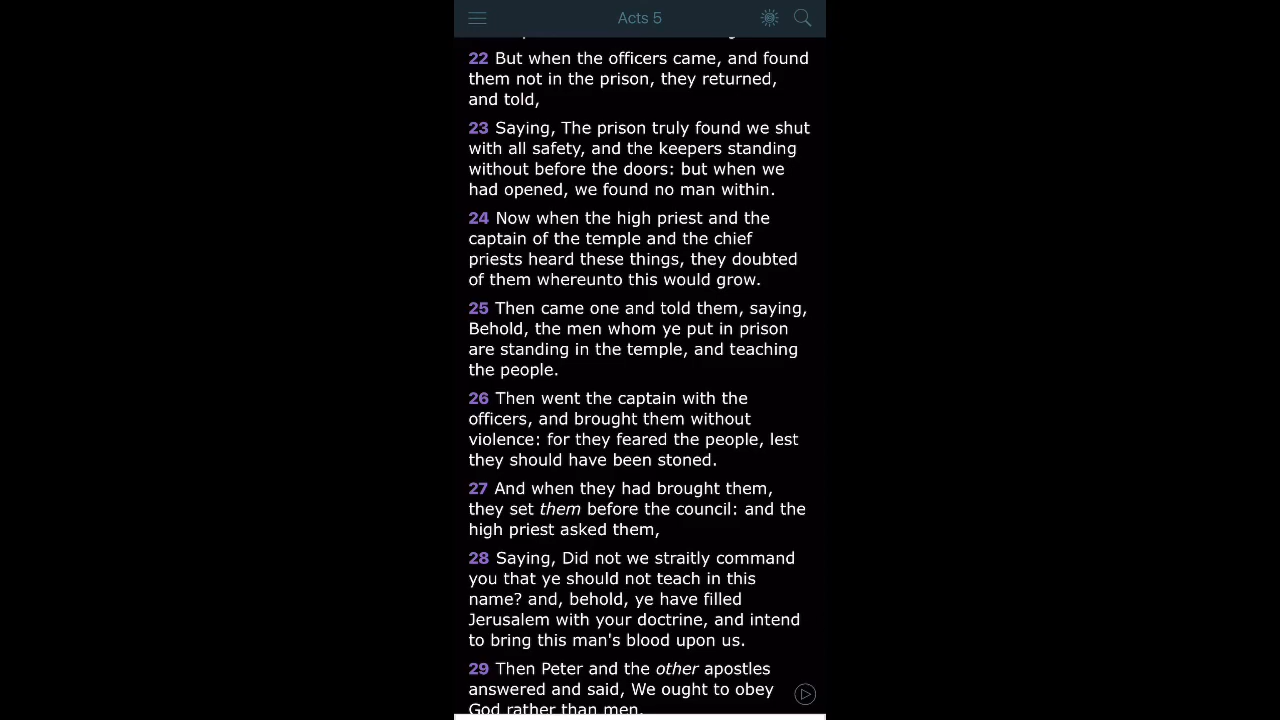 Acts 5
22 But when the officers came, and found
them not in the prison, they returned,
and told,
23 Saying, The prison truly found we shut
with all safety, and the keepers standing
without before the doors: but when we
had opened, we found no man within.
24 Now when the high priest and the
captain of the temple and the chief
priests heard these things, they doubted
of them whereunto this would grow.
25 Then came one and told them, saying,
Behold, the men whom ye put in prison
are standing in the temple, and teaching
the people.
26 Then went the captain with the
officers, and brought them without
violence: for they feared the people, lest
they should have been stoned.
27 And when they had brought them,
they set them before the council: and the
high priest asked them,
28 Saying, Did not we straitly command
you that ye should not teach in this
name? and, behold, ye have filled
Jerusalem with your doctrine, and intend
to bring this man's blood upon us.
29 Then Peter and the other apostles
answered and said, We ought to obey
God rather than men.